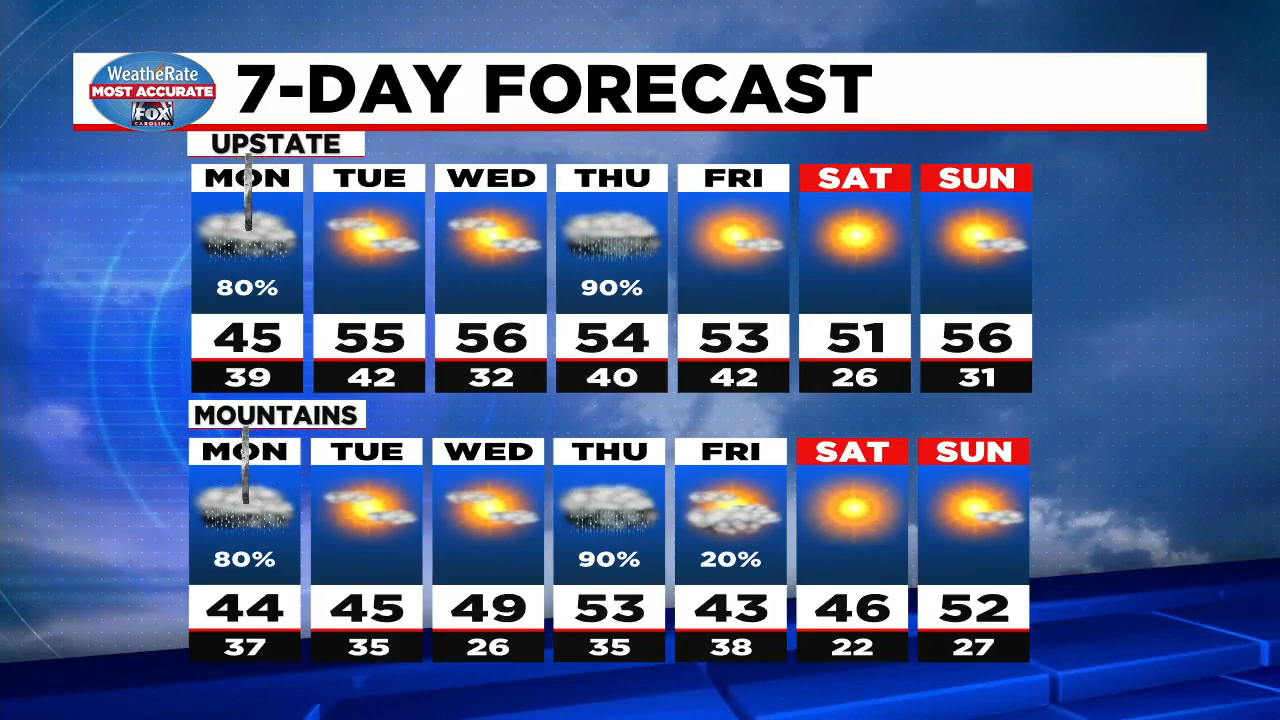 WeatheRate
MOST ACCURATE
FOX
CAROLINA
7-DAY FORECAST
UPSTATE
MON TUE WED THU FRI SAT SUN
80% 90%
45 55 56 54 53 51 56
39 42 32 40 42 26 31
MOUNTAINS
MON TUE WED THU FRI SAT SUN
80% 90% 20%
44 45 49 53 43 46 52
37 35 26 35 38 22 27